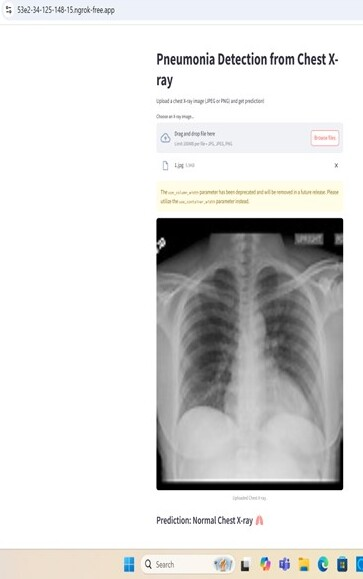 53e2-34-125-148-15.ngrok-free.app
Pneumonia Detection from Chest X-
ray
Upload a chest X-ray image (JPEG or PNG) and get prediction!
Choose an X-ray image...
Drag and drop file here
Limit 200MB per file • JPG, JPEG, PNG
Browse files
1.jpg
X
The use_column_width parameter has been deprecated and will be removed in a future release. Please
utilize the use_container_width parameter instead.
UPRIGHT
Uploaded Chest X-ray.
Prediction: Normal Chest X-ray
Search